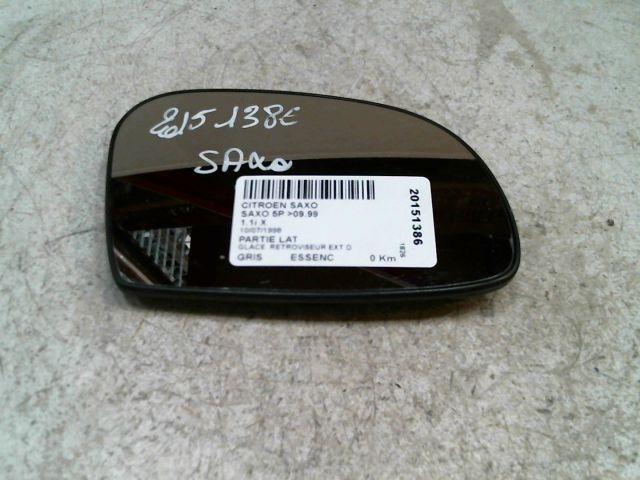 2015138E
SAXO
CITROEN SAXO
SAXO 5P >09.99
1.1i X
10/07/1998
PARTIE LAT
GLACE RETROVISEUR EXT D
GRIS ESSENC 0 Km
20151386
1826